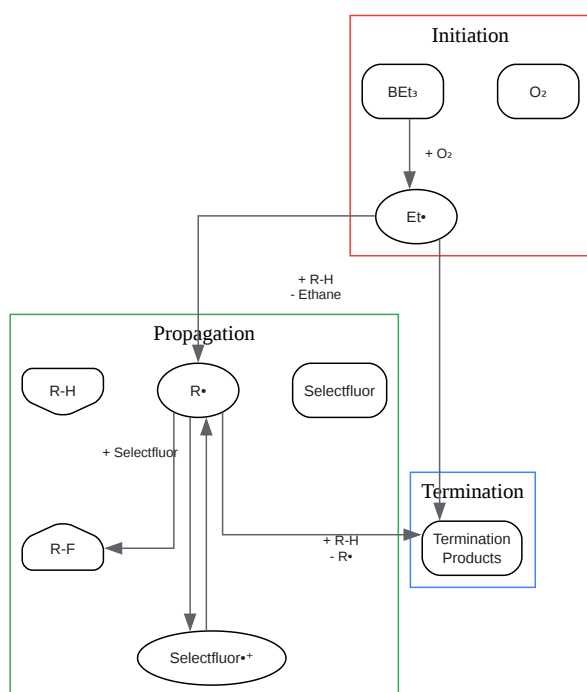 Initiation
BEt₃
O₂
+ O₂
Et•
+ R-H
- Ethane
Propagation
R-H
R•
Selectfluor
+ Selectfluor
Termination
R-F
+ R-H
- R•
Termination
Products
Selectfluor•⁺